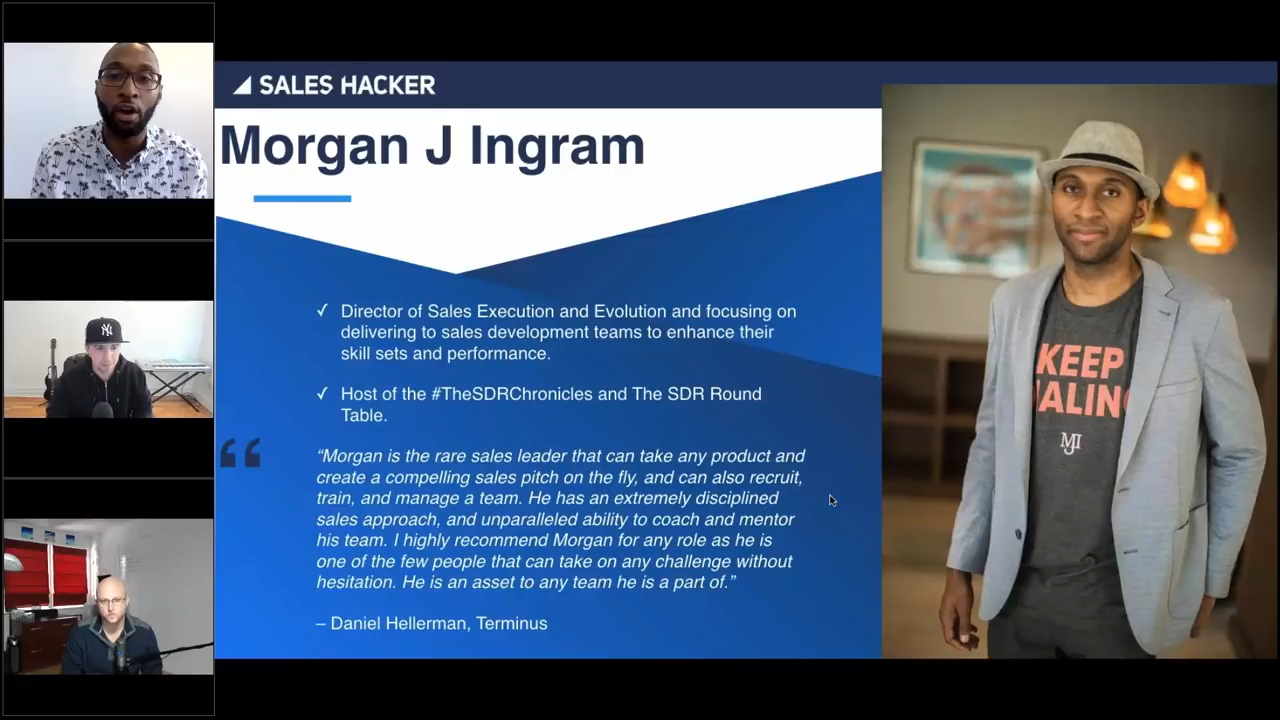 SALES HACKER
Morgan J Ingram
✓ Director of Sales Execution and Evolution and focusing on
delivering to sales development teams to enhance their
skill sets and performance.
✓ Host of the #TheSDRChronicles and The SDR Round
Table.
“Morgan is the rare sales leader that can take any product and
create a compelling sales pitch on the fly, and can also recruit,
train, and manage a team. He has an extremely disciplined
sales approach, and unparalleled ability to coach and mentor
his team. I highly recommend Morgan for any role as he is
one of the few people that can take on any challenge without
hesitation. He is an asset to any team he is a part of.”
– Daniel Hellerman, Terminus
KEEP
IALIN
MJI
NY